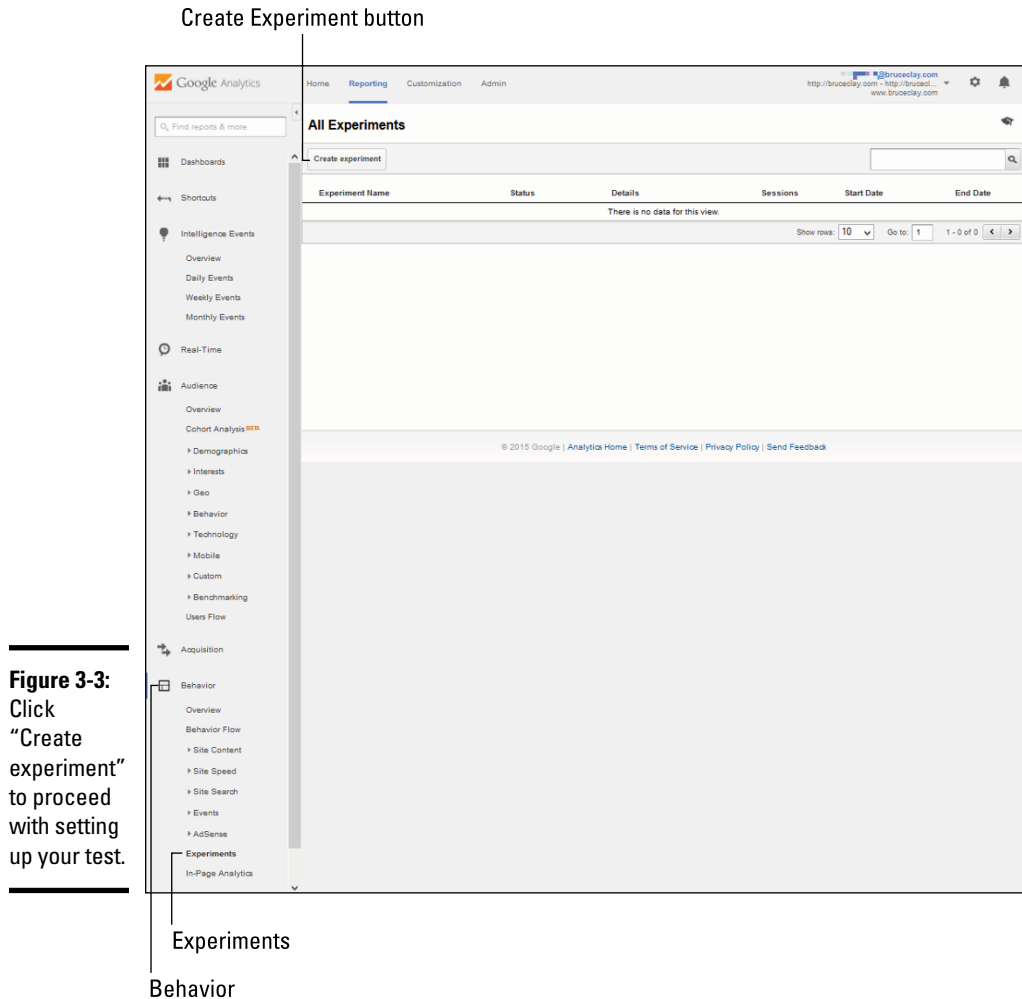 Create Experiment button
Google Analytics
Home Reporting Customization Admin
@bruceclay.com
http://bruceclay.com - http://brucecl...
www.bruceclay.com
Find reports & more
All Experiments
Dashboards
Create experiment
Shortcuts
Experiment Name Status Details Sessions Start Date End Date
There is no data for this view.
Show rows: 10 Go to: 1 1 - 0 of 0
Intelligence Events
Overview
Daily Events
Weekly Events
Monthly Events
Real-Time
Audience
Overview
Cohort Analysis BETA
Demographics
Interests
Geo
Behavior
Technology
Mobile
Custom
Benchmarking
Users Flow
© 2015 Google | Analytics Home | Terms of Service | Privacy Policy | Send Feedback
Acquisition
Behavior
Overview
Behavior Flow
Site Content
Site Speed
Site Search
Events
AdSense
Experiments
In-Page Analytics
Figure 3-3:
Click
“Create
experiment”
to proceed
with setting
up your test.
Experiments
Behavior